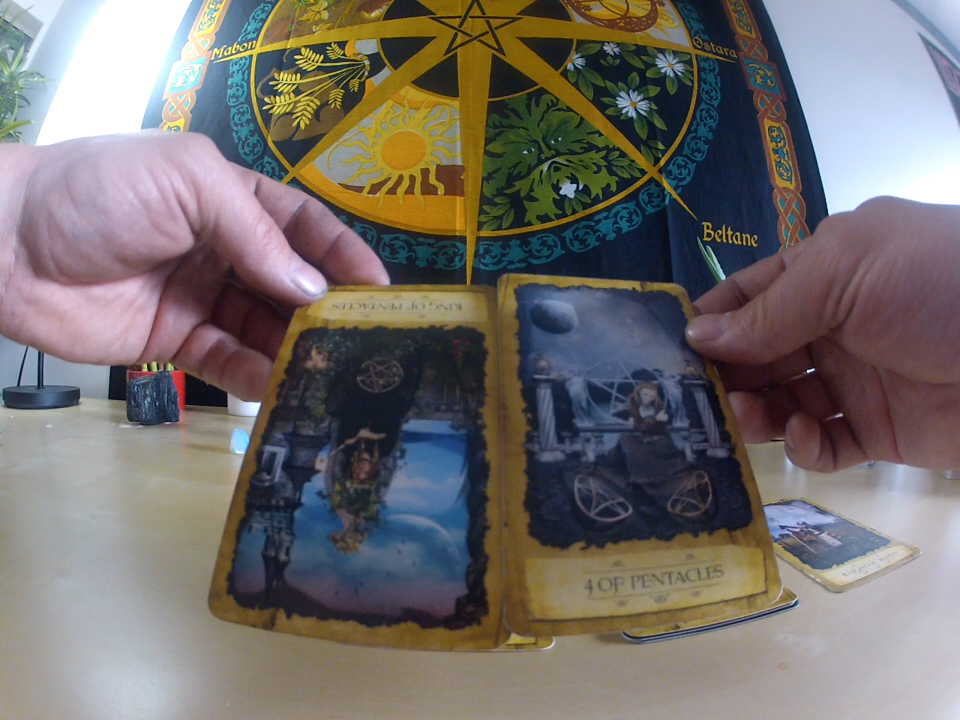 Mabon
Ostara
Beltane
KING OF PENTACLES
4 OF PENTACLES